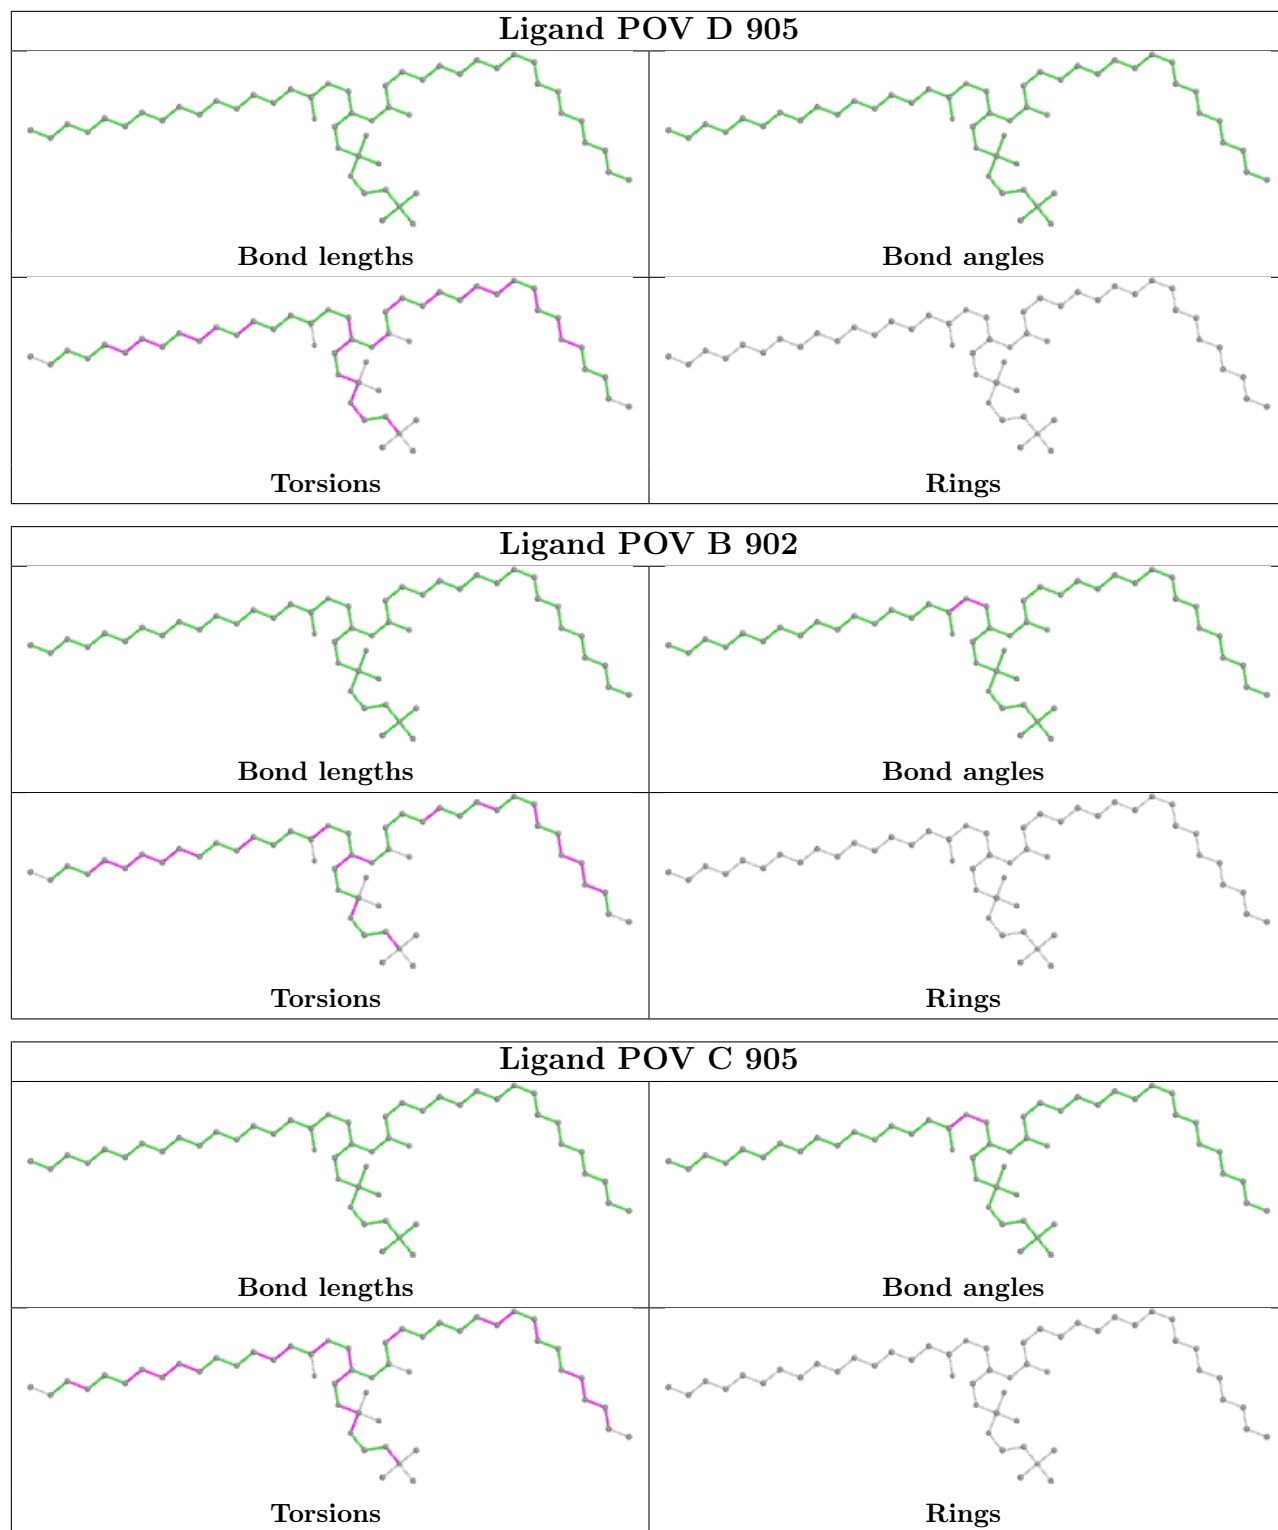 Ligand POV D 905
Bond lengths
Bond angles
Torsions
Rings
Ligand POV B 902
Bond lengths
Bond angles
Torsions
Rings
Ligand POV C 905
Bond lengths
Bond angles
Torsions
Rings